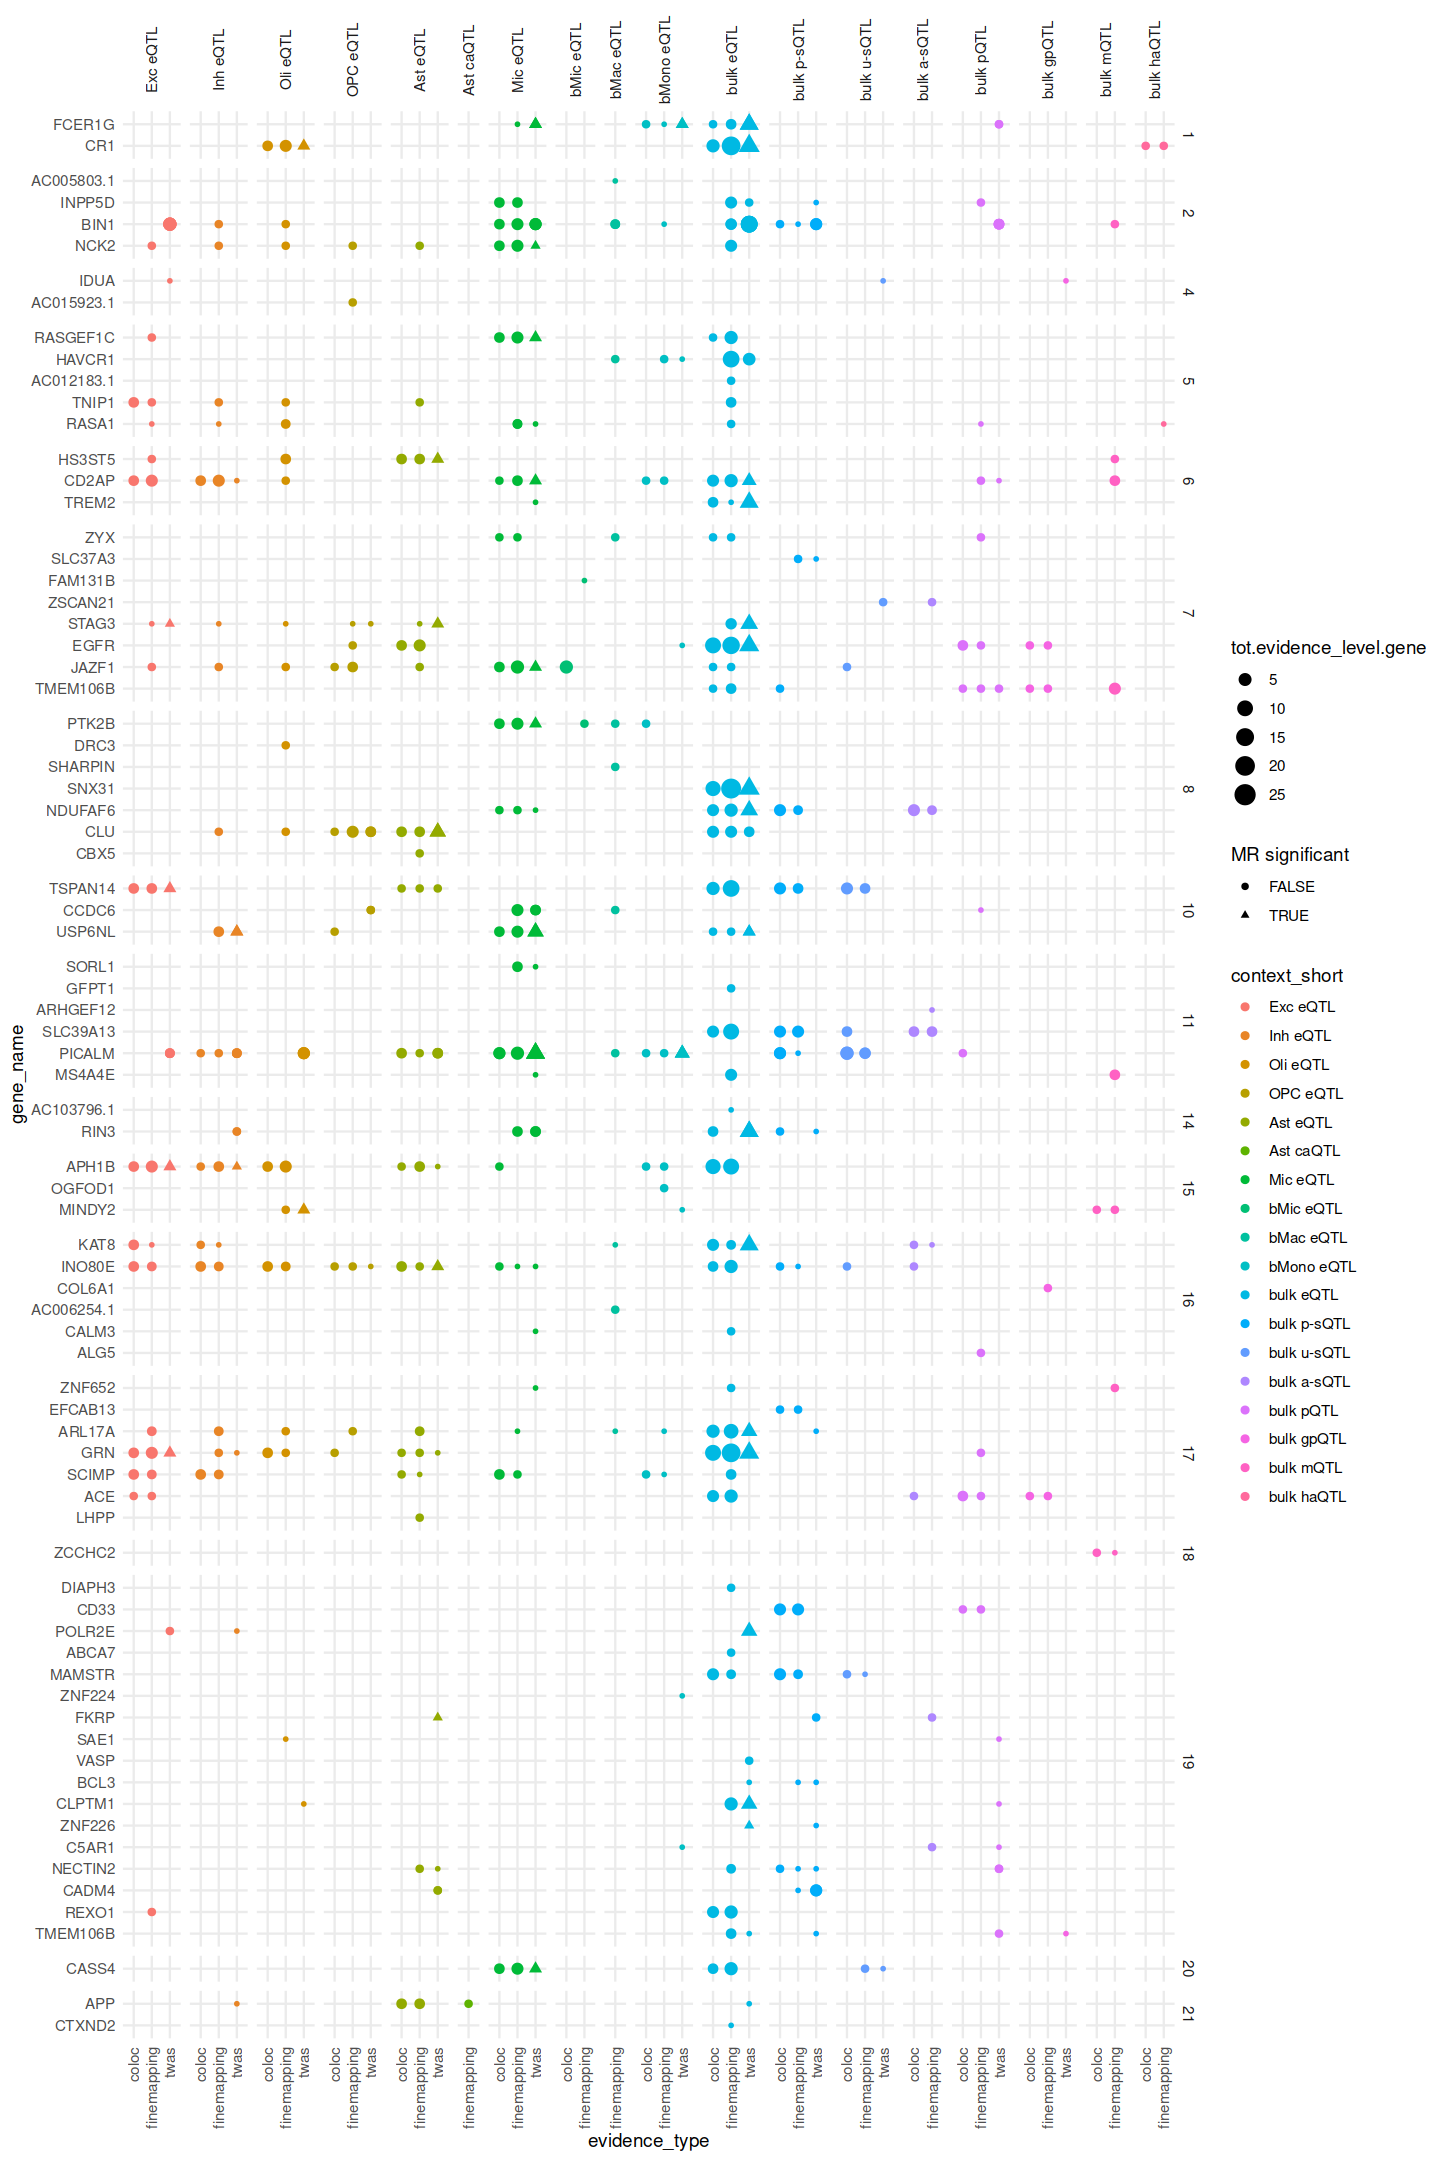 Exc eQTL
Inh eQTL
Oli eQTL
OPC eQTL
Ast eQTL
Ast caQTL
Mic eQTL
bMic eQTL
bMac eQTL
bMono eQTL
bulk eQTL
bulk p-sQTL
bulk u-sQTL
bulk a-sQTL
bulk pQTL
bulk gpQTL
bulk mQTL
bulk haQTL
gene_name
FCER1G
CR1
1
AC005803.1
INPP5D
BIN1
NCK2
2
IDUA
AC015923.1
4
RASGEF1C
HAVCR1
AC012183.1
TNIP1
RASA1
5
HS3ST5
CD2AP
TREM2
6
ZYX
SLC37A3
FAM131B
ZSCAN21
STAG3
EGFR
JAZF1
TMEM106B
7
PTK2B
DRC3
SHARPIN
SNX31
NDUFAF6
CLU
CBX5
8
TSPAN14
CCDC6
USP6NL
10
SORL1
GFPT1
ARHGEF12
SLC39A13
PICALM
MS4A4E
11
AC103796.1
RIN3
14
APH1B
OGFOD1
MINDY2
15
KAT8
INO80E
COL6A1
AC006254.1
CALM3
ALG5
16
ZNF652
EFCAB13
ARL17A
GRN
SCIMP
ACE
LHPP
17
ZCCHC2
18
DIAPH3
CD33
POLR2E
ABCA7
MAMSTR
ZNF224
FKRP
SAE1
VASP
BCL3
CLPTM1
ZNF226
C5AR1
NECTIN2
CADM4
REXO1
TMEM106B
19
CASS4
20
APP
CTXND2
21
coloc
finemapping
twas
coloc
finemapping
twas
coloc
finemapping
twas
coloc
finemapping
twas
coloc
finemapping
twas
finemapping
coloc
finemapping
twas
coloc
finemapping
finemapping
coloc
finemapping
twas
coloc
finemapping
twas
coloc
finemapping
twas
coloc
finemapping
twas
coloc
finemapping
coloc
finemapping
twas
coloc
finemapping
twas
coloc
finemapping
coloc
finemapping
evidence_type
tot.evidence_level.gene
5
10
15
20
25
MR significant
FALSE
TRUE
context_short
Exc eQTL
Inh eQTL
Oli eQTL
OPC eQTL
Ast eQTL
Ast caQTL
Mic eQTL
bMic eQTL
bMac eQTL
bMono eQTL
bulk eQTL
bulk p-sQTL
bulk u-sQTL
bulk a-sQTL
bulk pQTL
bulk gpQTL
bulk mQTL
bulk haQTL